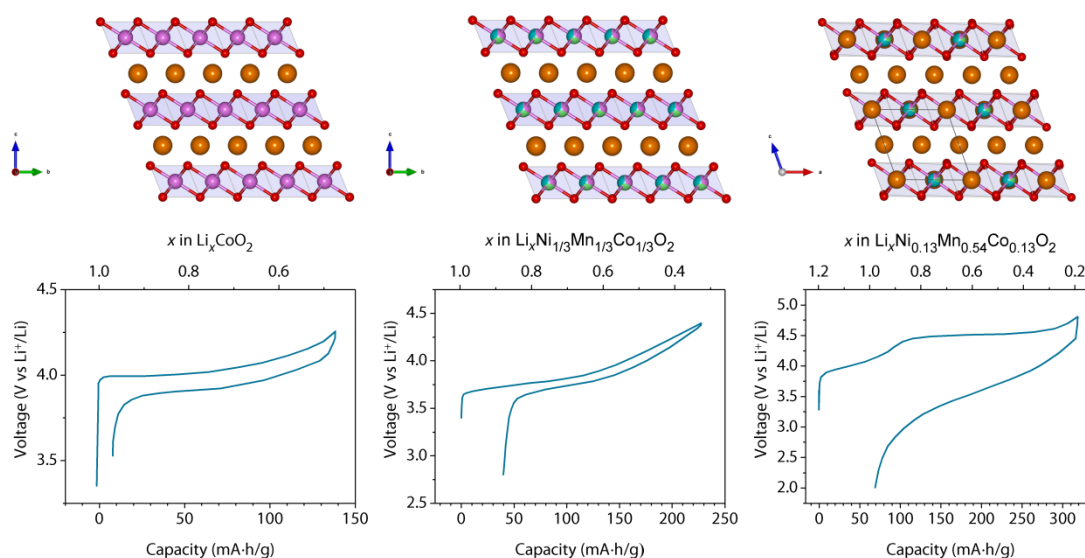 c
b
c
b
c
a
x in LiₓCoO₂
1.0 0.8 0.6
4.5
4.0
3.5
Voltage (V vs Li⁺/Li)
0 50 100 150
Capacity (mA·h/g)
x in LiₓNi₁/₃Mn₁/₃Co₁/₃O₂
1.0 0.8 0.6 0.4
4.5
4.0
3.5
3.0
2.5
Voltage (V vs Li⁺/Li)
0 50 100 150 200 250
Capacity (mA·h/g)
x in LiₓNi₀.₁₃Mn₀.₅₄Co₀.₁₃O₂
1.2 1.0 0.8 0.6 0.4 0.2
5.0
4.5
4.0
3.5
3.0
2.5
2.0
Voltage (V vs Li⁺/Li)
0 50 100 150 200 250 300
Capacity (mA·h/g)